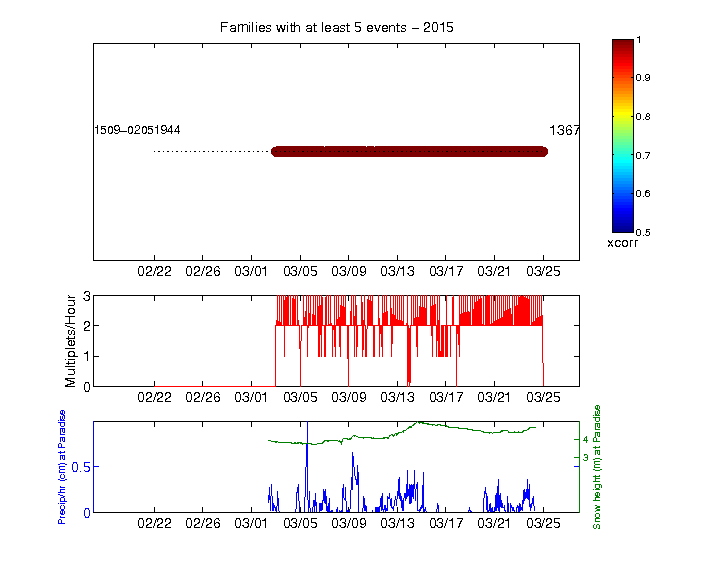 Families with at least 5 events − 2015
1509−02051944
1367
02/22 02/26 03/01 03/05 03/09 03/13 03/17 03/21 03/25
1
0.9
0.8
0.7
0.6
0.5
xcorr
Multiplets/Hour
3
2
1
0
02/22 02/26 03/01 03/05 03/09 03/13 03/17 03/21 03/25
Precip/hr (cm) at Paradise
0.5
0
4
3
Snow height (m) at Paradise
02/22 02/26 03/01 03/05 03/09 03/13 03/17 03/21 03/25